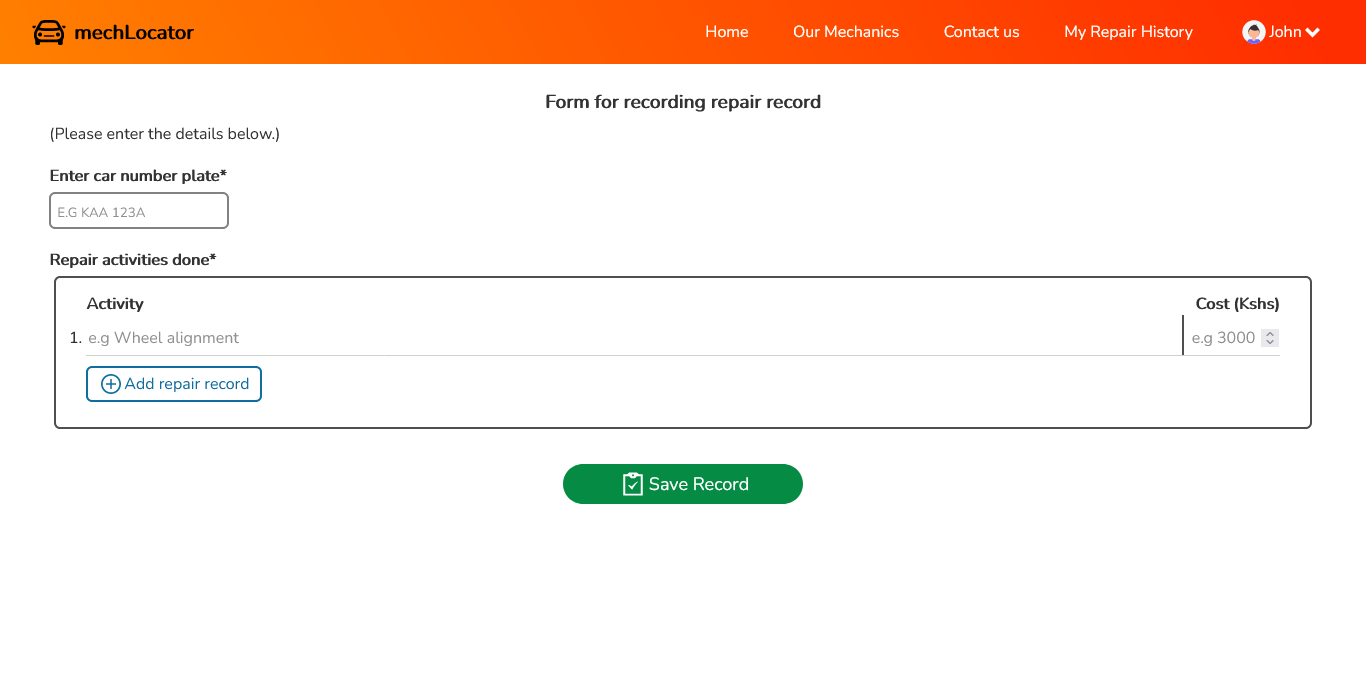 mechLocator Home Our Mechanics Contact us My Repair History John
Form for recording repair record
(Please enter the details below.)
Enter car number plate*
E.G KAA 123A
Repair activities done*
Activity Cost (Kshs)
1. e.g Wheel alignment e.g 3000
Add repair record
Save Record